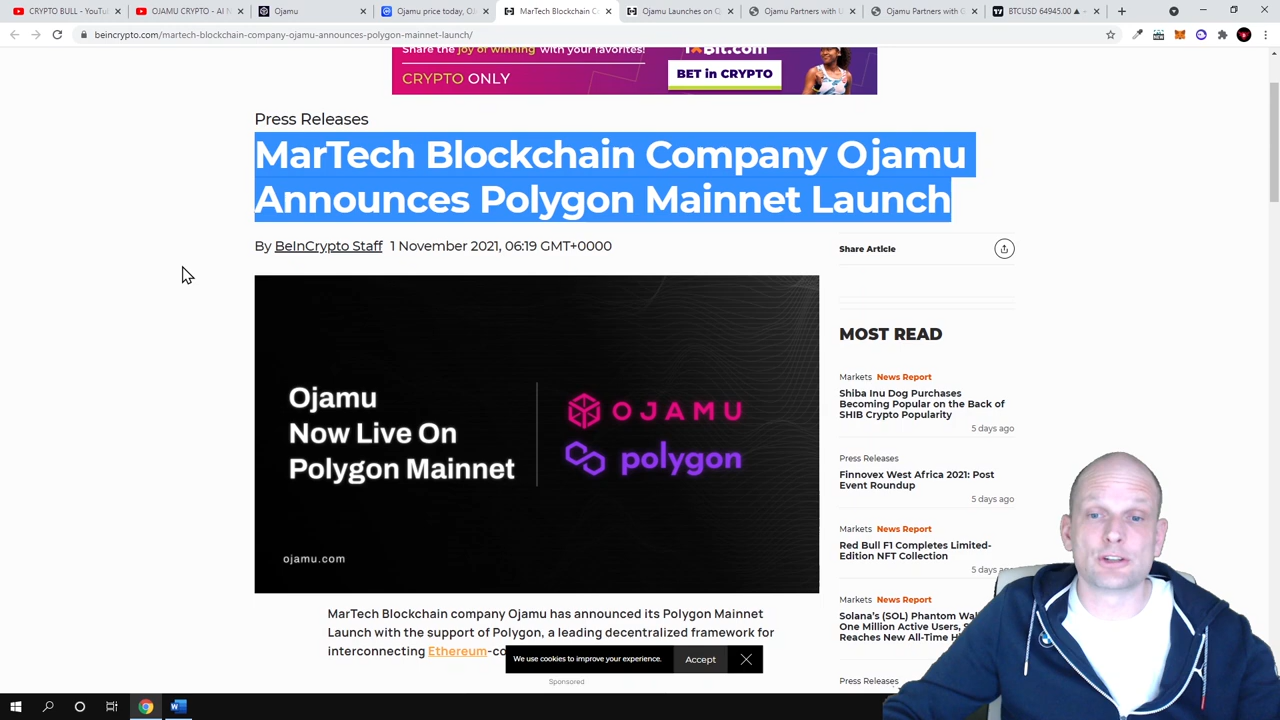 CRYPTO BULL - YouTu
OJAMU CRYPTO - AI M
Ojamu
Ojamu price today, O
MarTech Blockchain C
Ojamu Launches on
Ojamu Partners with
Ojamu Partners with
BTCUSD 64945.00
beincrypto.com/martech-blockchain-company-ojamu-announces-polygon-mainnet-launch/
Share the joy of winning with your favorites!
CRYPTO ONLY
1xBit.com
BET in CRYPTO
Press Releases
MarTech Blockchain Company Ojamu
Announces Polygon Mainnet Launch
By BeInCrypto Staff 1 November 2021, 06:19 GMT+0000
Share Article
Ojamu
Now Live On
Polygon Mainnet
OJAMU
polygon
ojamu.com
MOST READ
Markets News Report
Shiba Inu Dog Purchases
Becoming Popular on the Back of
SHIB Crypto Popularity
5 days ago
Press Releases
Finnovex West Africa 2021: Post
Event Roundup
5 days ago
Markets News Report
Red Bull F1 Completes Limited-
Edition NFT Collection
5 days
Markets News Report
Solana's (SOL) Phantom Wal
One Million Active Users, S
Reaches New All-Time H
Press Releases
MarTech Blockchain company Ojamu has announced its Polygon Mainnet
Launch with the support of Polygon, a leading decentralized framework for
interconnecting Ethereum-co
We use cookies to improve your experience.
Accept
Sponsored